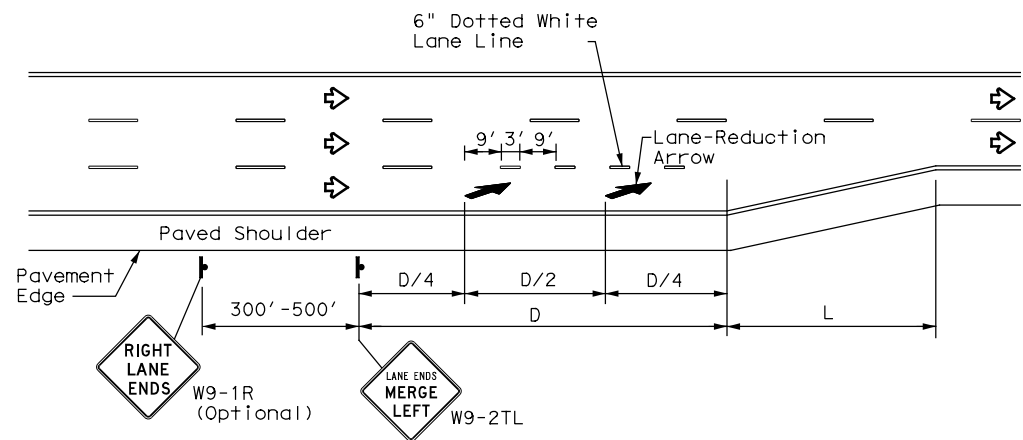 6" Dotted White
Lane Line
9' 3' 9'
Lane-Reduction
Arrow
Paved Shoulder
Pavement
Edge
D/4
D/2
D/4
300'-500'
D
L
RIGHT
LANE
ENDS
W9-1R
(Optional)
LANE ENDS
MERGE
LEFT
W9-2TL